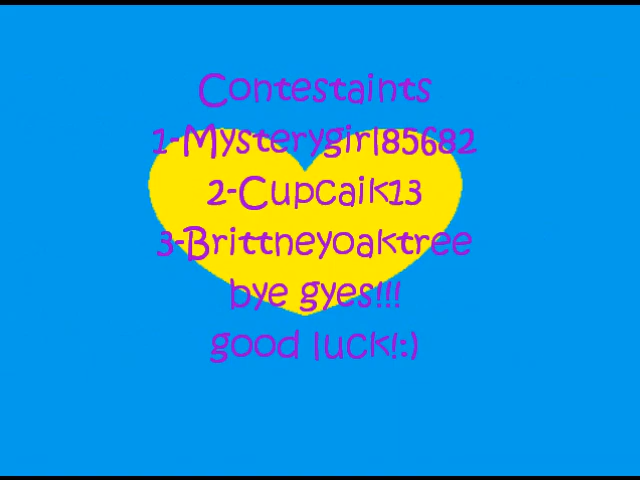 Contestaints
1-Mysterygirl85682
2-Cupcaik13
3-Brittneyoaktree
bye gyes!!!
good luck!:)